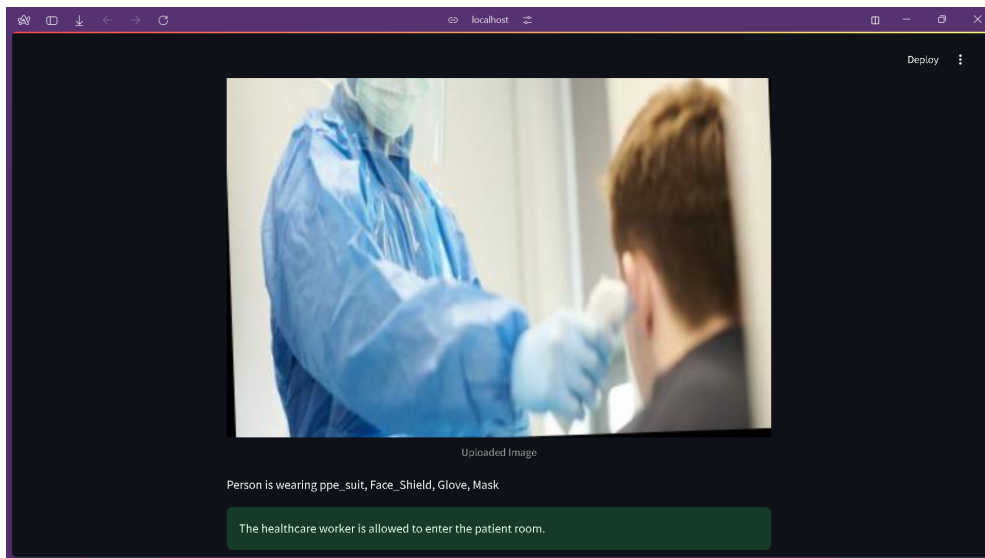 localhost
Deploy
Uploaded Image
Person is wearing ppe_suit, Face_Shield, Glove, Mask
The healthcare worker is allowed to enter the patient room.